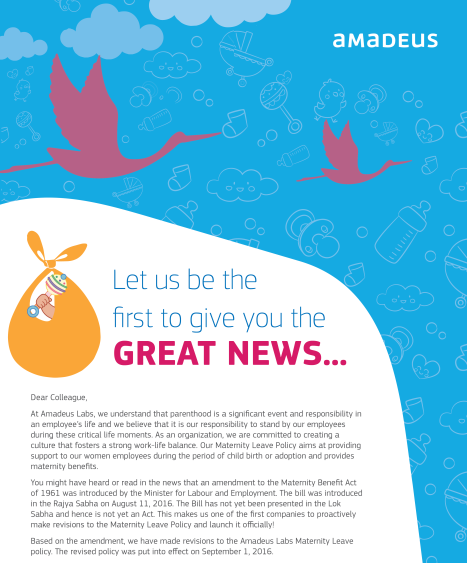 amadeus
Let us be the
first to give you the
GREAT NEWS...
Dear Colleague,
At Amadeus Labs, we understand that parenthood is a significant event and responsibility in
an employee's life and we believe that it is our responsibility to stand by our employees
during these critical life moments. As an organization, we are committed to creating a
culture that fosters a strong work-life balance. Our Maternity Leave Policy aims at providing
support to our women employees during the period of child birth or adoption and provides
maternity benefits.
You might have heard or read in the news that an amendment to the Maternity Benefit Act
of 1961 was introduced by the Minister for Labour and Employment. The bill was introduced
in the Rajya Sabha on August 11, 2016. The Bill has not yet been presented in the Lok
Sabha and hence is not yet an Act. This makes us one of the first companies to proactively
make revisions to the Maternity Leave Policy and launch it officially!
Based on the amendment, we have made revisions to the Amadeus Labs Maternity Leave
policy. The revised policy was put into effect on September 1, 2016.